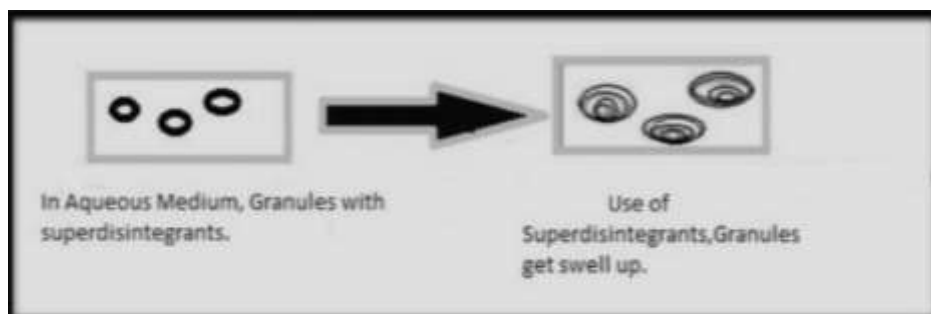 In Aqueous Medium, Granules with
superdisintegrants.
Use of
Superdisintegrants,Granules
get swell up.